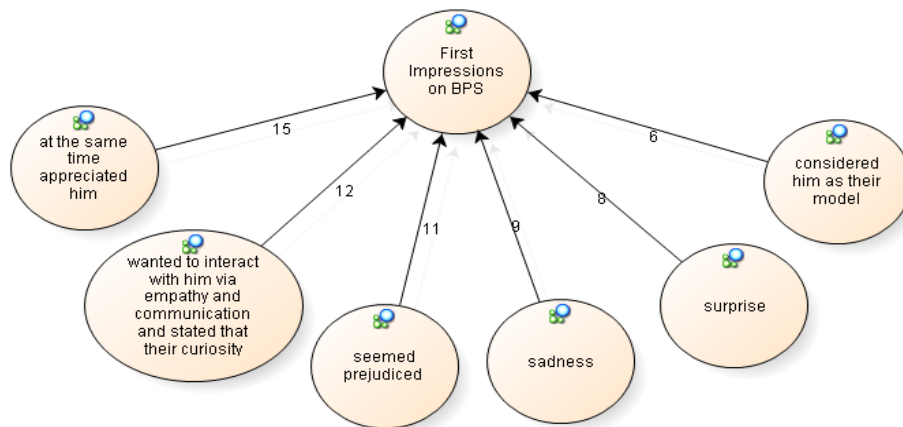 First
Impressions
on BPS
15
6
at the same
time
appreciated
him
considered
him as their
model
12
8
11
9
wanted to interact
with him via
empathy and
communication
and stated that
their curiosity
surprise
seemed
prejudiced
sadness